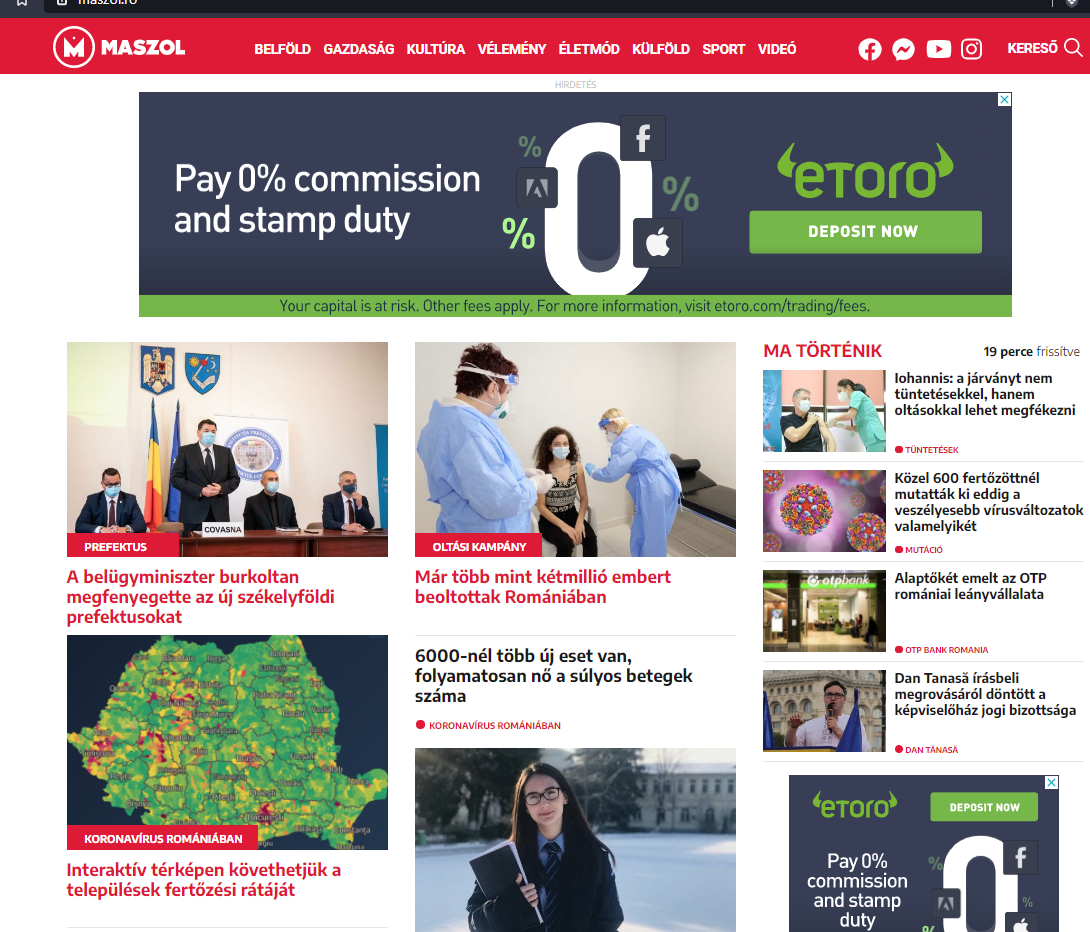 maszol.ro
MASZOL
BELFÖLD GAZDASÁG KULTÚRA VÉLEMÉNY ÉLETMÓD KÜLFÖLD SPORT VIDEÓ
KERESŐ
HIRDETÉS
Pay 0% commission
and stamp duty
%
0
%
%
eTORO
DEPOSIT NOW
Your capital is at risk. Other fees apply. For more information, visit etoro.com/trading/fees.
COVASNA
PREFEKTUS
A belügyminiszter burkoltan
megfenyegette az új székelyföldi
prefektusokat
KORONAVÍRUS ROMÁNIÁBAN
Interaktív térképen követhetjük a
települések fertőzési rátáját
OLTÁSI KAMPÁNY
Már több mint kétmillió embert
beoltottak Romániában
6000-nél több új eset van,
folyamatosan nő a súlyos betegek
száma
KORONAVÍRUS ROMÁNIÁBAN
MA TÖRTÉNIK
19 perce frissítve
Iohannis: a járványt nem
tüntetésekkel, hanem
oltásokkal lehet megfékezni
TÜNTETÉSEK
Közel 600 fertőzöttnél
mutatták ki eddig a
veszélyesebb vírusváltozatok
valamelyikét
MUTÁCIÓ
otpbank
Alaptőkét emelt az OTP
romániai leányvállalata
OTP BANK ROMANIA
Dan Tanasă írásbeli
megrovásáról döntött a
képviselőház jogi bizottsága
DAN TĂNASĂ
eTORO
DEPOSIT NOW
Pay 0%
commission
and stamp
duty
%
0
%
%